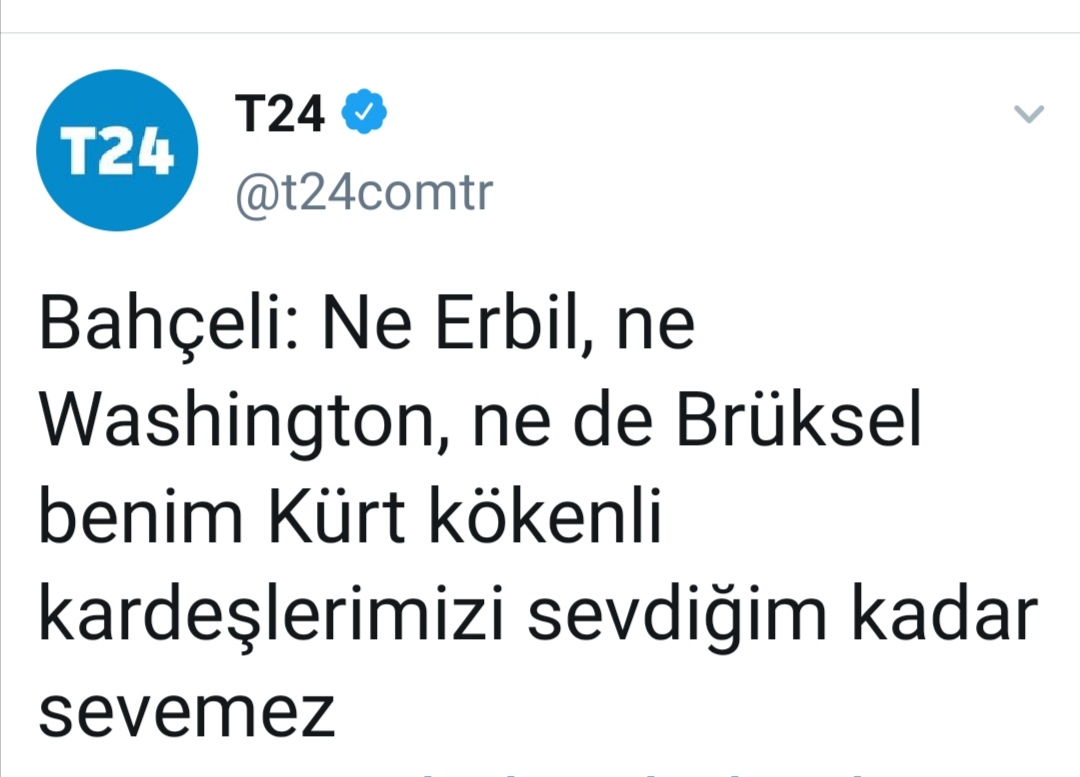 T24
T24
@t24comtr
Bahçeli: Ne Erbil, ne
Washington, ne de Brüksel
benim Kürt kökenli
kardeşlerimizi sevdiğim kadar
sevemez